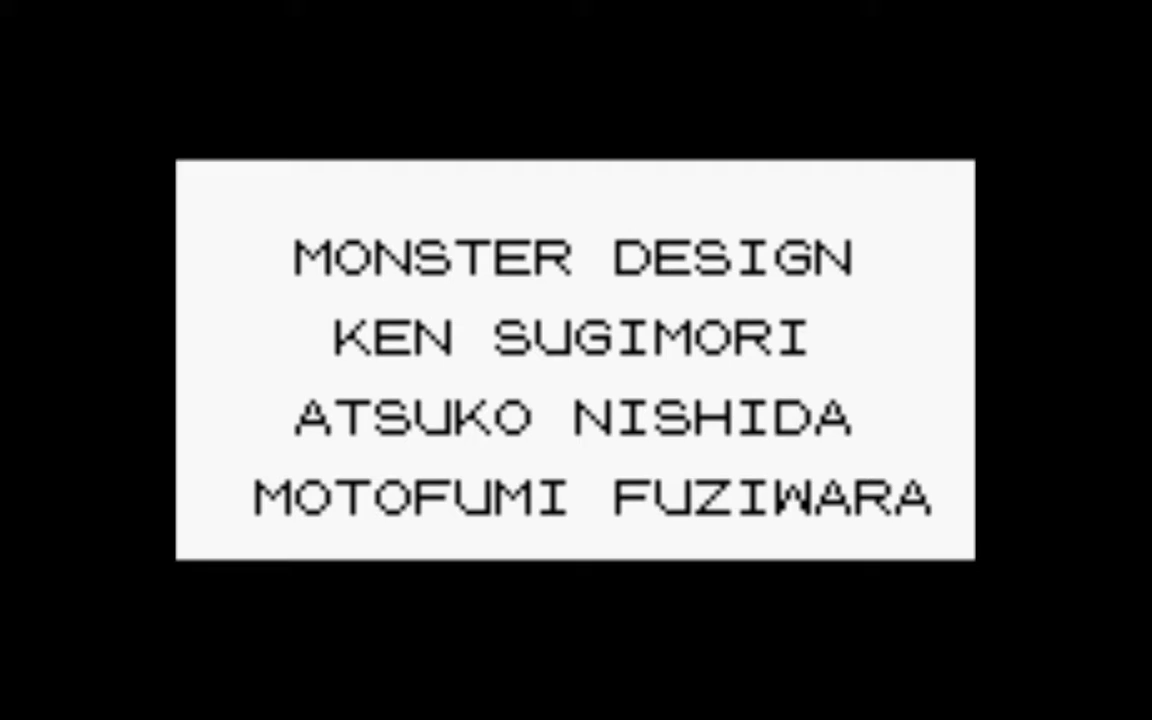 MONSTER DESIGN
KEN SUGIMORI
ATSUKO NISHIDA
MOTOFUMI FUZIWARA